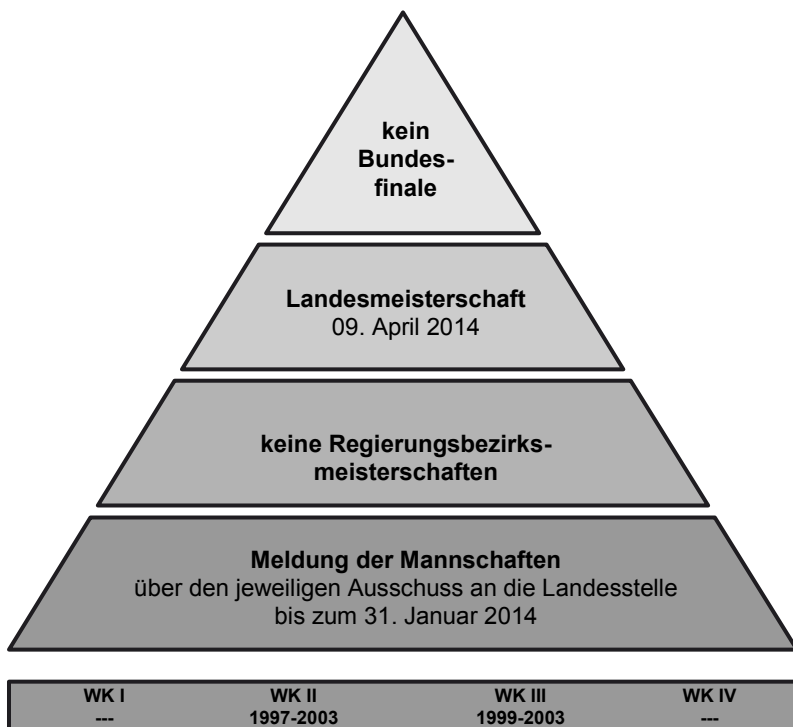 kein
Bundes-
finale
Landesmeisterschaft
09. April 2014
keine Regierungsbezirks-
meisterschaften
Meldung der Mannschaften
über den jeweiligen Ausschuss an die Landesstelle
bis zum 31. Januar 2014
WK I WK II WK III WK IV
--- 1997-2003 1999-2003 ---